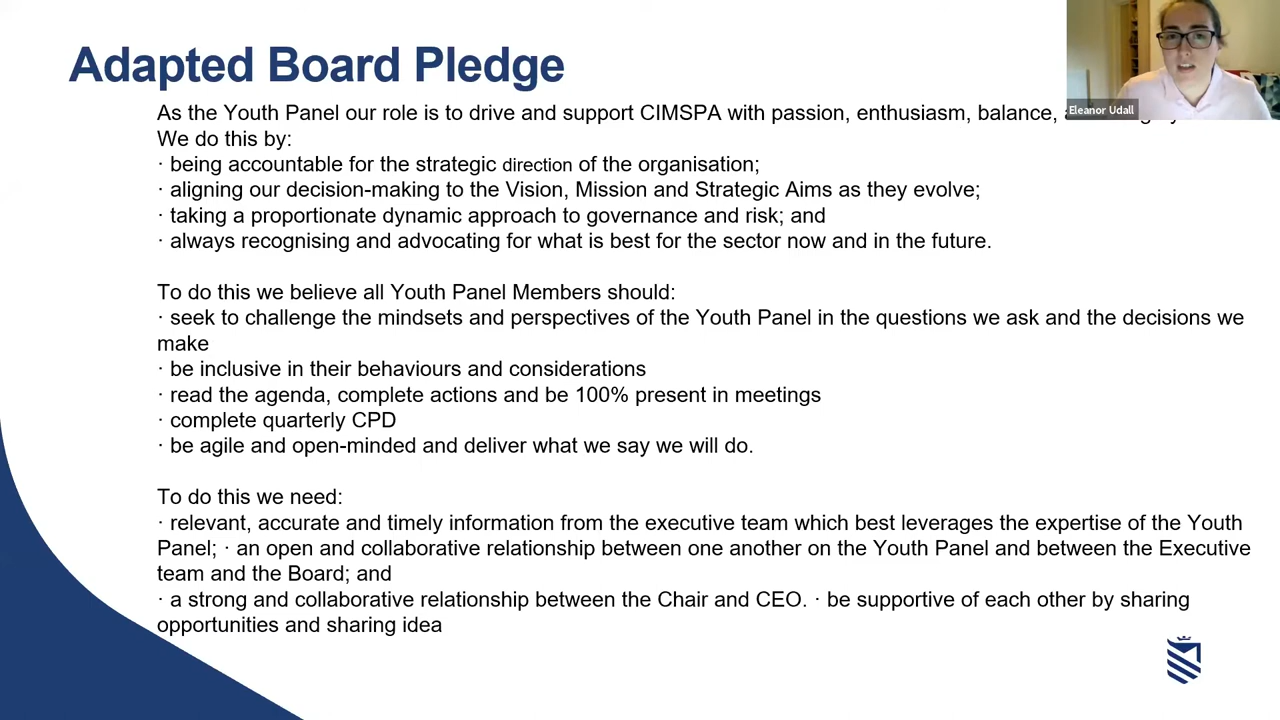 Adapted Board Pledge
Eleanor Udall
As the Youth Panel our role is to drive and support CIMSPA with passion, enthusiasm, balance,
We do this by:
· being accountable for the strategic direction of the organisation;
· aligning our decision-making to the Vision, Mission and Strategic Aims as they evolve;
· taking a proportionate dynamic approach to governance and risk; and
· always recognising and advocating for what is best for the sector now and in the future.
To do this we believe all Youth Panel Members should:
· seek to challenge the mindsets and perspectives of the Youth Panel in the questions we ask and the decisions we
make
· be inclusive in their behaviours and considerations
· read the agenda, complete actions and be 100% present in meetings
· complete quarterly CPD
· be agile and open-minded and deliver what we say we will do.
To do this we need:
· relevant, accurate and timely information from the executive team which best leverages the expertise of the Youth
Panel; · an open and collaborative relationship between one another on the Youth Panel and between the Executive
team and the Board; and
· a strong and collaborative relationship between the Chair and CEO. · be supportive of each other by sharing
opportunities and sharing idea